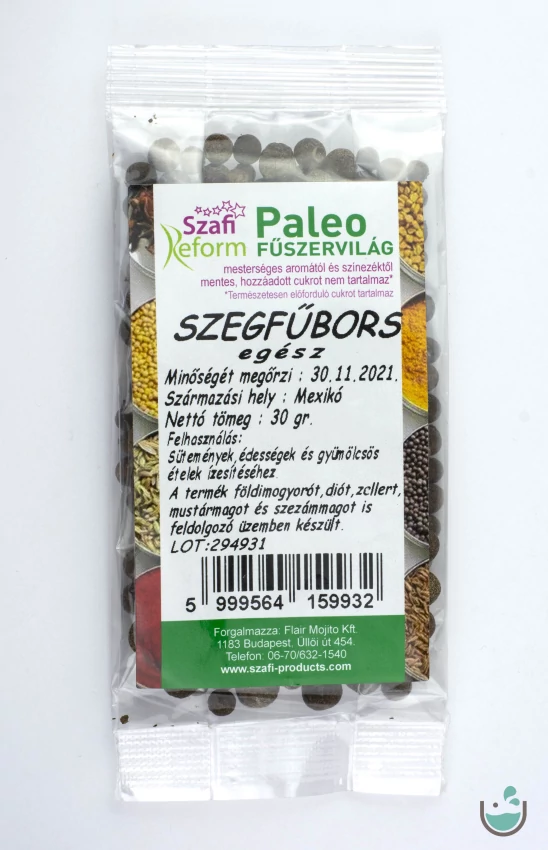 Szafi
Reform
Paleo
FŰSZERVILÁG
mesterséges aromától és színezéktől
mentes, hozzáadott cukrot nem tartalmaz*
*Természetesen előforduló cukrot tartalmaz
SZEGFŰBORS
egész
Minőségét megőrzi : 30.11.2021.
Származási hely : Mexikó
Nettó tömeg : 30 gr.
Felhasználás:
Sütemények,édességek és gyümölcsös
ételek ízesítéséhez.
A termék földimogyorót,diót,zcllert,
mustármagot és szezámmagot is
feldolgozó üzemben készült.
LOT:294931
5 999564 159932
Forgalmazza: Flair Mojito Kft.
1183 Budapest, Üllői út 454.
Telefon: 06-70/632-1540
www.szafi-products.com